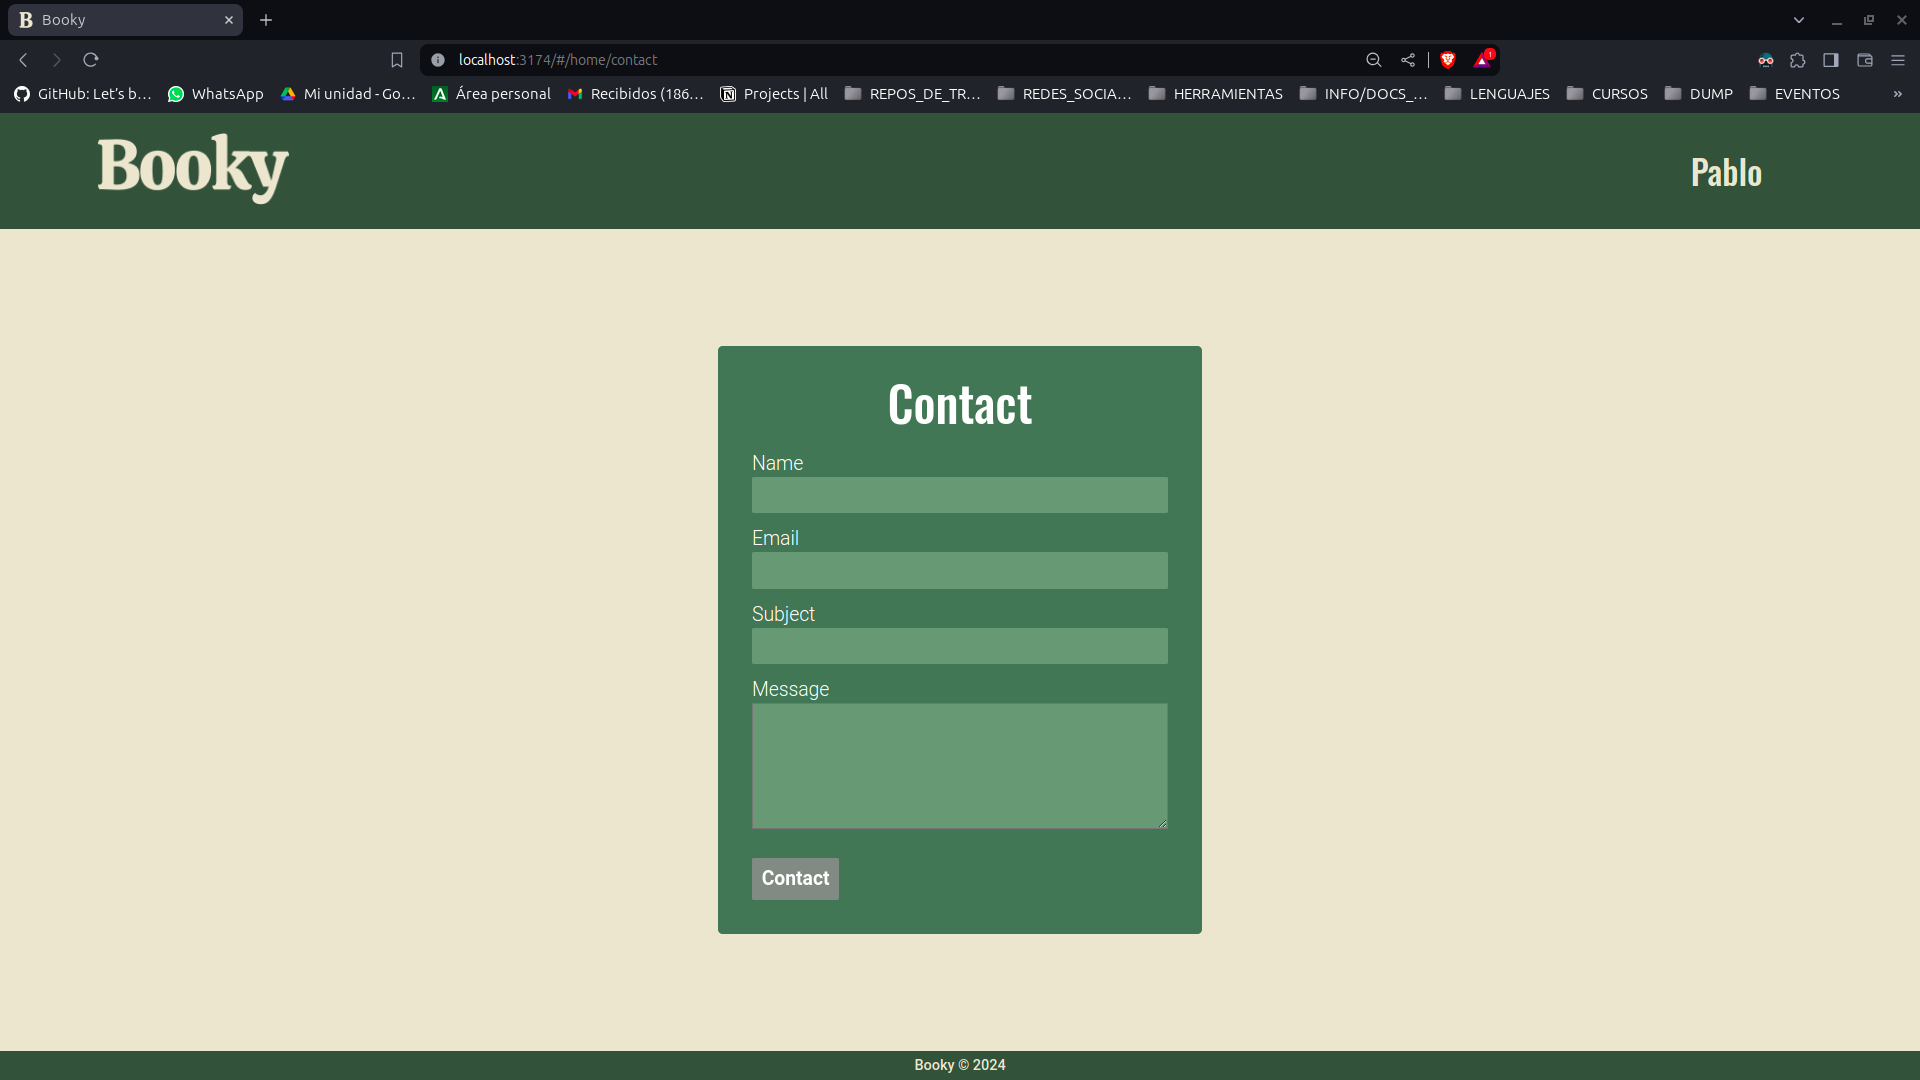 Booky
localhost:3174/#/home/contact
1
GitHub: Let's b...
WhatsApp
Mi unidad - Go...
Área personal
Recibidos (186...
Projects | All
REPOS_DE_TR...
REDES_SOCIA...
HERRAMIENTAS
INFO/DOCS_...
LENGUAJES
CURSOS
DUMP
EVENTOS
Booky
Pablo
Contact
Name
Email
Subject
Message
Contact
Booky © 2024